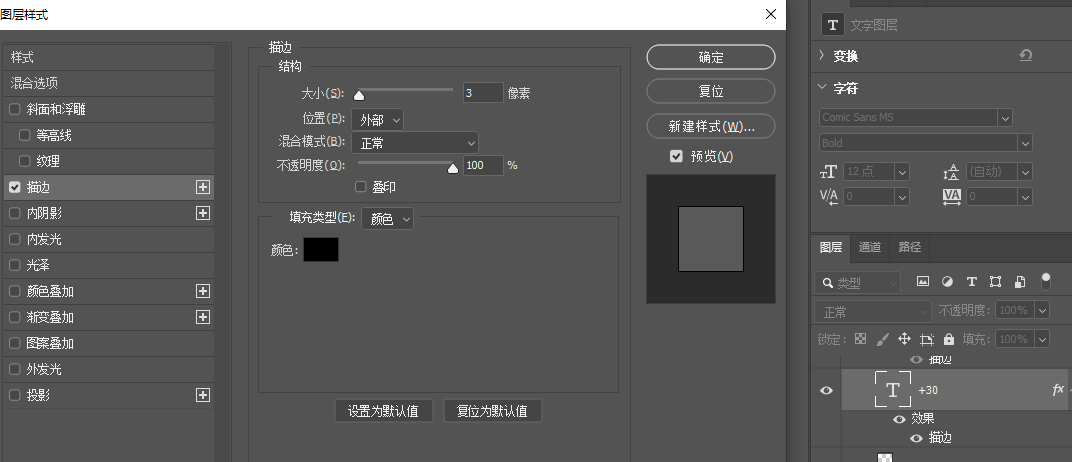 图层样式
样式
混合选项
斜面和浮雕
等高线
纹理
描边
内阴影
内发光
光泽
颜色叠加
渐变叠加
图案叠加
外发光
投影
描边
结构
大小(S):
3
像素
位置(P):
外部
混合模式(B):
正常
不透明度(O):
100
%
叠印
填充类型(E):
颜色
颜色:
设置为默认值
复位为默认值
确定
复位
新建样式(W)...
预览(V)
T
文字图层
变换
字符
Comic Sans MS
Bold
12 点
(自动)
V/A
0
VA
0
图层
通道
路径
类型
正常
不透明度:
100%
锁定:
填充:
100%
描边
T
+30
fx
效果
描边